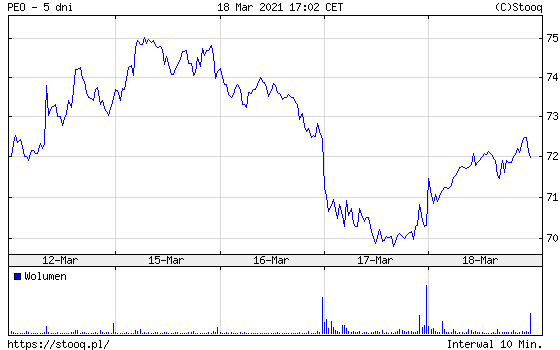 PEO - 5 dni 18 Mar 2021 17:02 CET (C)Stooq
75
74
73
72
71
70
12-Mar 15-Mar 16-Mar 17-Mar 18-Mar
Wolumen
https://stooq.pl/ Interwal 10 Min.